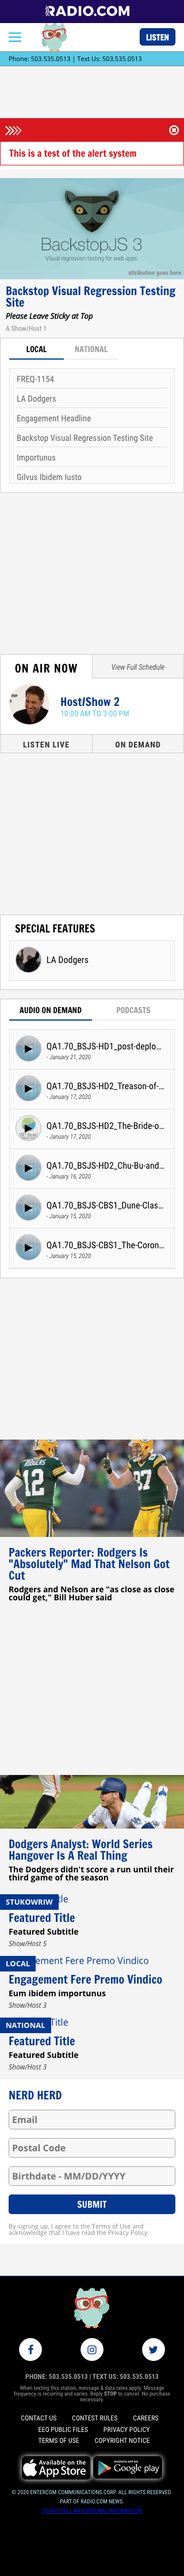 RADIO.COM
LISTEN
Phone: 503.535.0513 | Text Us: 503.535.0513
This is a test of the alert system
BackstopJS 3
Visual regression testing for web apps.
attribution goes here
Backstop Visual Regression Testing
Site
Please Leave Sticky at Top
A Show/Host 1
LOCAL NATIONAL
FREQ-1154
LA Dodgers
Engagement Headline
Backstop Visual Regression Testing Site
Importunus
Gilvus Ibidem Iusto
ON AIR NOW View Full Schedule
Host/Show 2
10:00 AM TO 3:00 PM
LISTEN LIVE ON DEMAND
SPECIAL FEATURES
LA Dodgers
AUDIO ON DEMAND PODCASTS
QA1.70_BSJS-HD1_post-deplo...
- January 21, 2020
QA1.70_BSJS-HD2_Treason-of-...
- January 17, 2020
QA1.70_BSJS-HD2_The-Bride-o...
- January 17, 2020
QA1.70_BSJS-HD2_Chu-Bu-and...
- January 16, 2020
QA1.70_BSJS-CBS1_Dune-Clas...
- January 15, 2020
QA1.70_BSJS-CBS1_The-Coron...
- January 15, 2020
RODGERS
12
87
Packers Reporter: Rodgers Is
"Absolutely" Mad That Nelson Got
Cut
Rodgers and Nelson are "as close as close
could get," Bill Huber said
Dodgers Analyst: World Series
Hangover Is A Real Thing
The Dodgers didn't score a run until their
third game of the season
STUKOWRIW
Featured Title
Featured Subtitle
Show/Host 5
LOCAL
Engagement Fere Premo Vindico
Eum ibidem importunus
Show/Host 3
NATIONAL
Featured Title
Featured Subtitle
Show/Host 3
NERD HERD
Email
Postal Code
Birthdate - MM/DD/YYYY
SUBMIT
By signing up, I agree to the Terms of Use and
acknowledge that I have read the Privacy Policy.
PHONE: 503.535.0513 | TEXT US: 503.535.0513
When texting this station, message & data rates apply. Message
frequency is recurring and varies. Reply STOP to cancel. No purchase
necessary.
CONTACT US CONTEST RULES CAREERS
EEO PUBLIC FILES PRIVACY POLICY
TERMS OF USE COPYRIGHT NOTICE
Available on the App Store
GET IT ON Google play
© 2020 ENTERCOM COMMUNICATIONS CORP. ALL RIGHTS RESERVED.
PART OF RADIO.COM NEWS.
DO NOT SELL MY PERSONAL INFORMATION